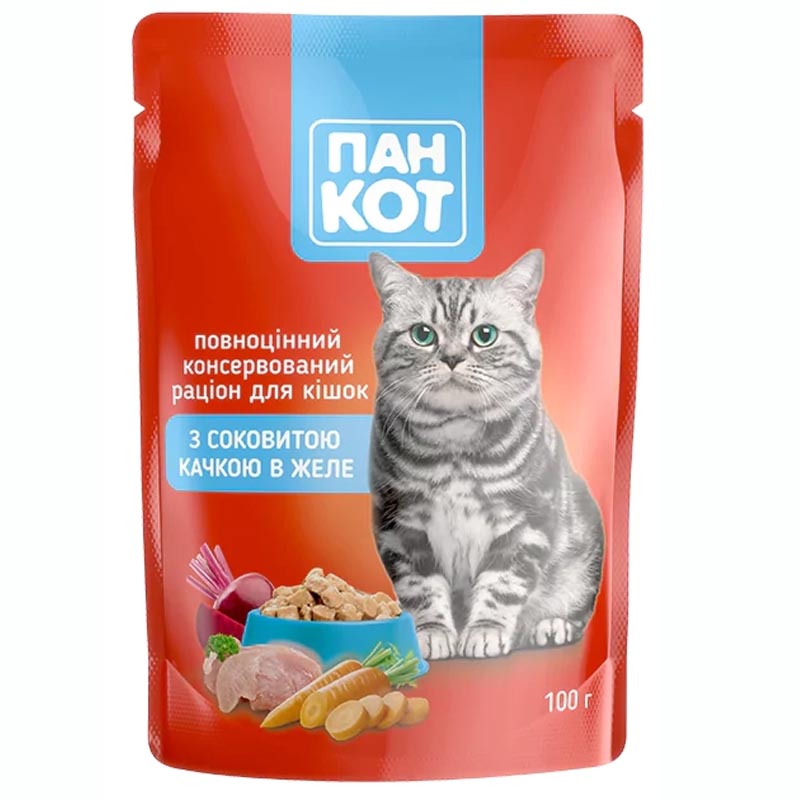 ПАН
КОТ
повноцінний
консервований
раціон для кішок
З СОКОВИТОЮ
КАЧКОЮ В ЖЕЛЕ
100 г